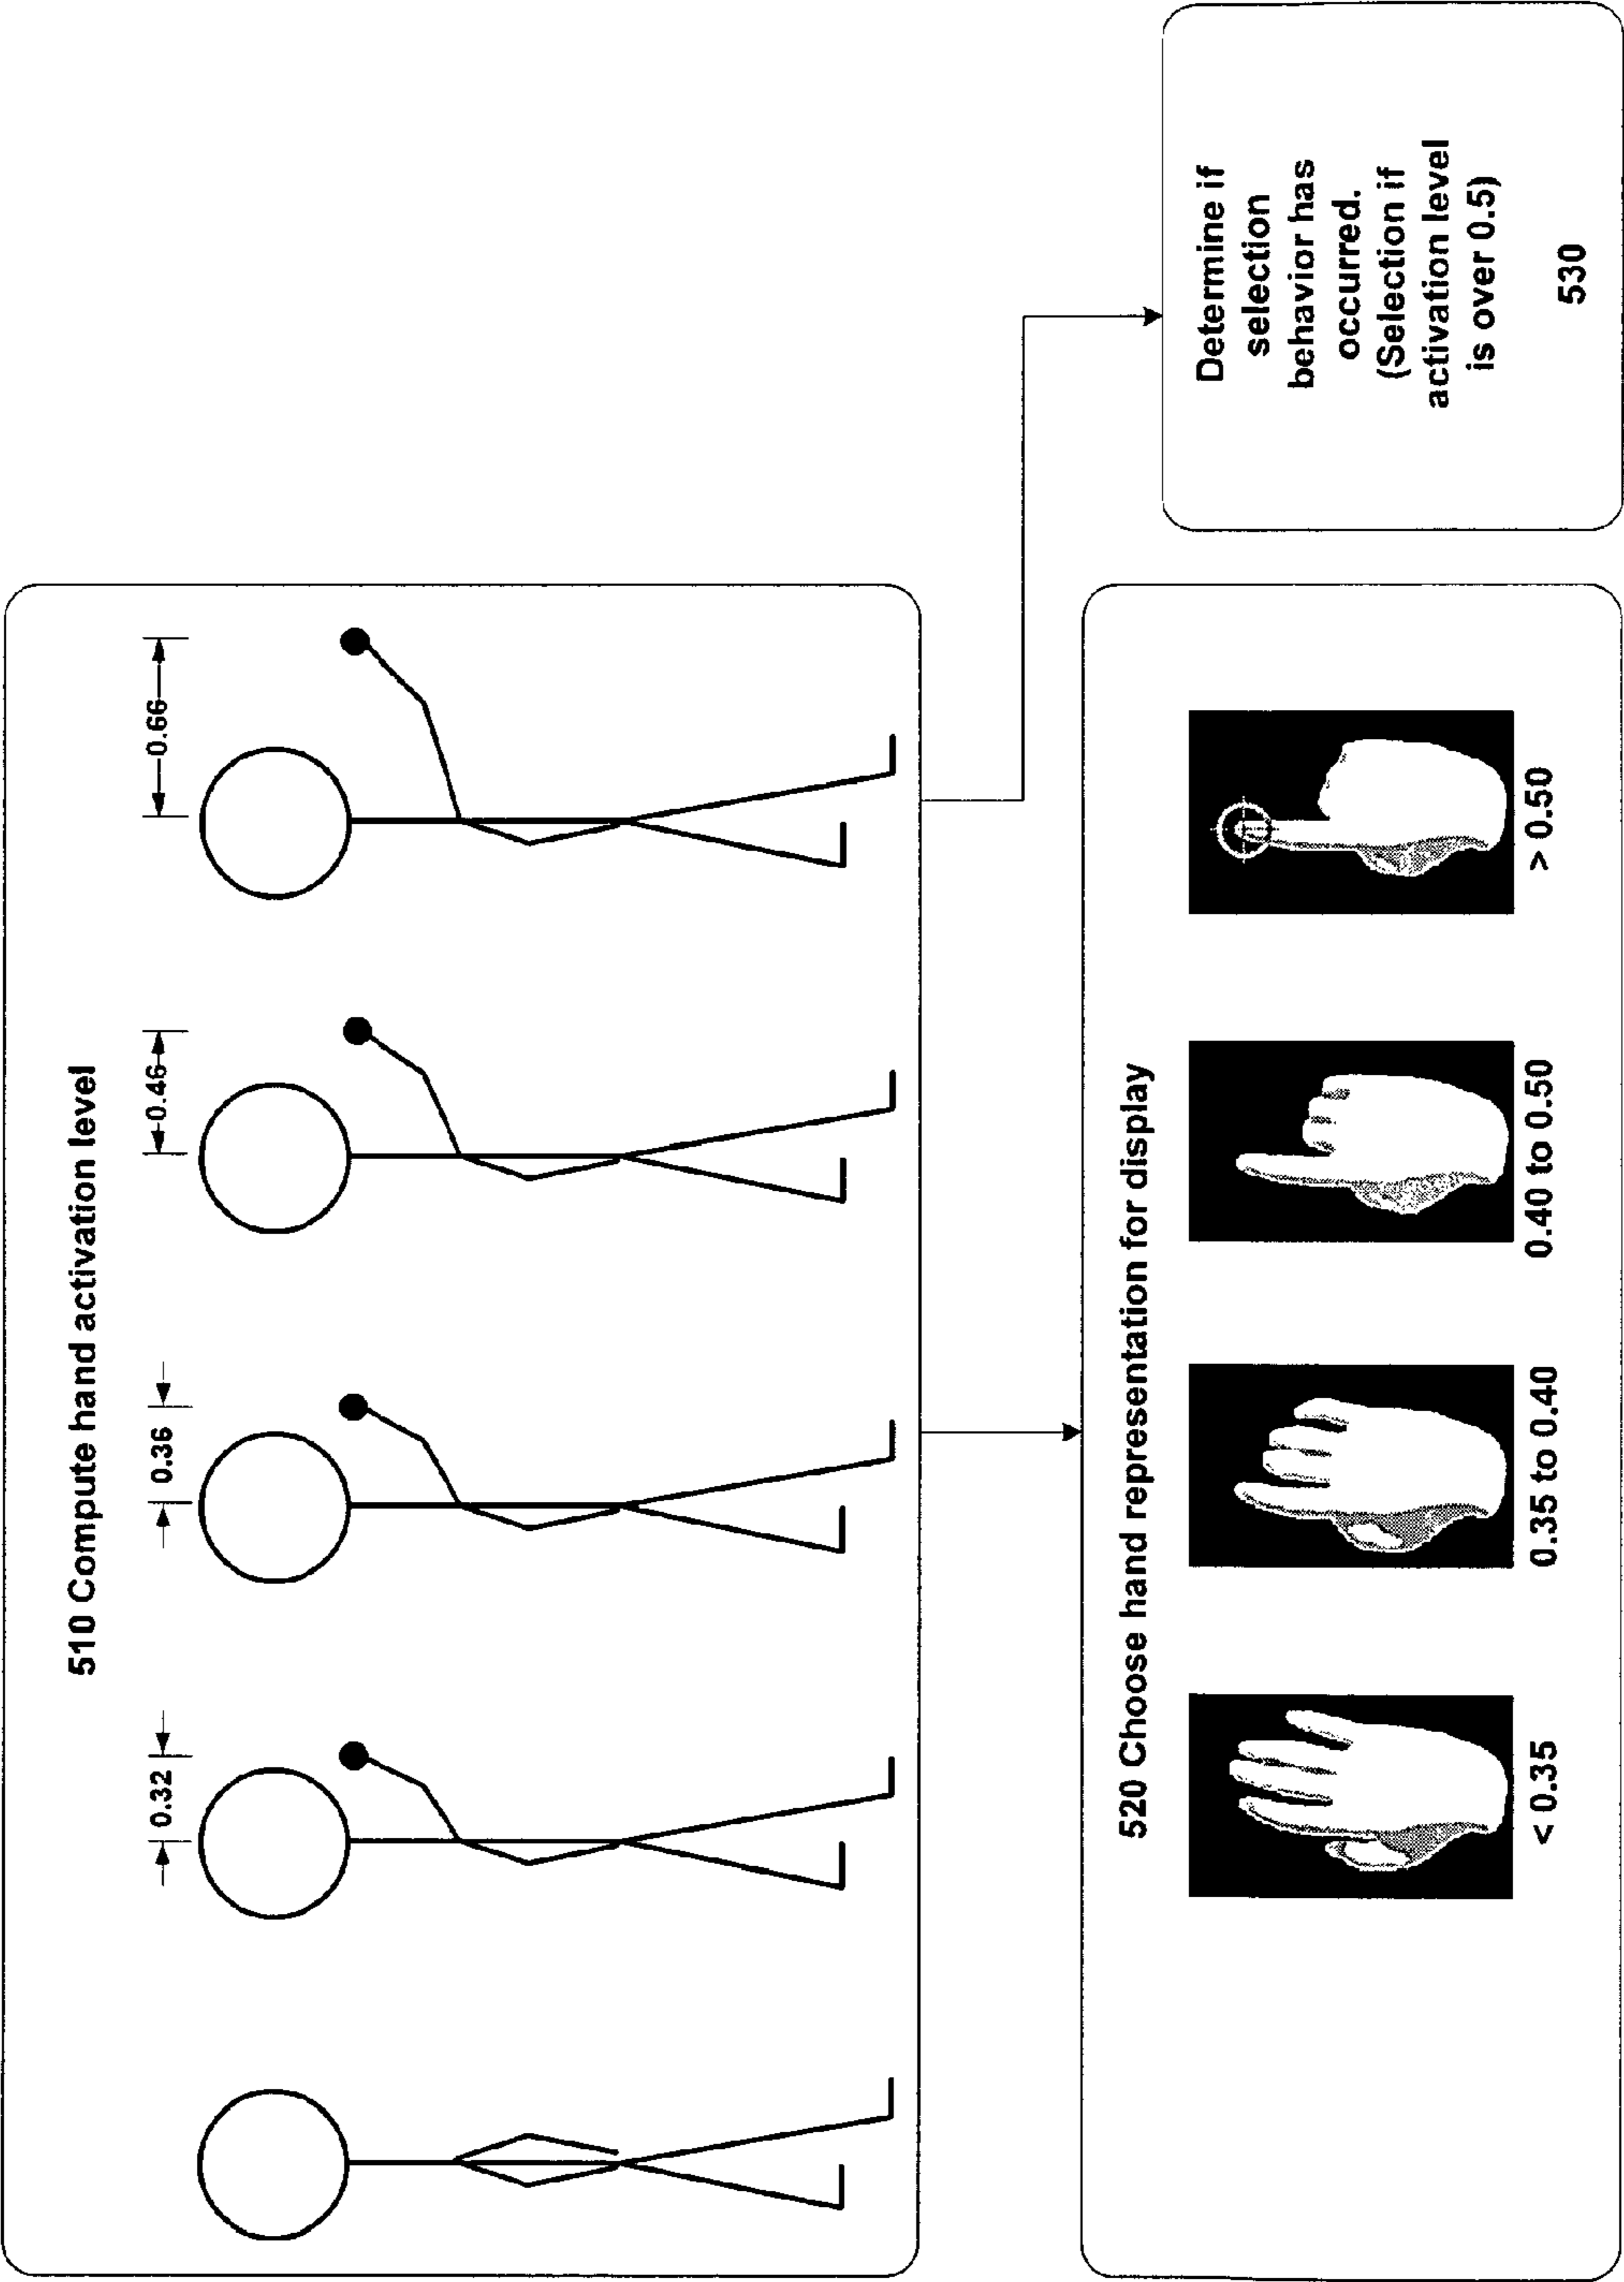 510 Compute hand activation level
0.32
0.36
0.46
0.66
520 Choose hand representation for display
< 0.35
0.35 to 0.40
0.40 to 0.50
> 0.50
Determine if
selection
behavior has
occurred.
(Selection if
activation level
is over 0.5)
530